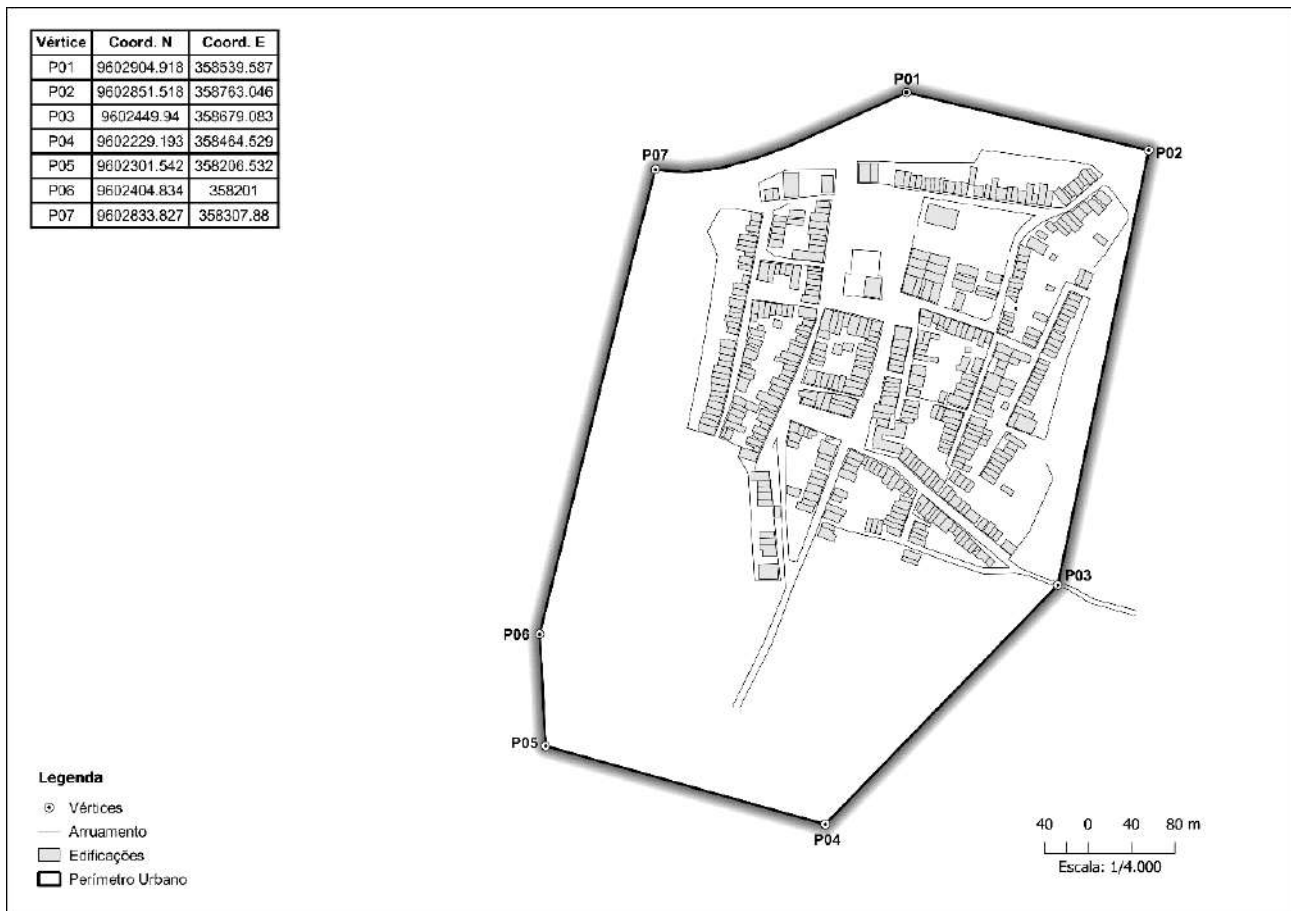 Vértice Coord. N Coord. E
P01 9602904.918 358539.587
P02 9602851.518 358763.046
P03 9602449.94 358679.083
P04 9602229.193 358464.529
P05 9602301.542 358206.532
P06 9602404.834 358201
P07 9602833.827 358307.88
P01
P02
P07
P03
P06
P05
P04
Legenda
Vértices
Arruamento
Edificações
Perímetro Urbano
40 0 40 80 m
Escala: 1/4.000